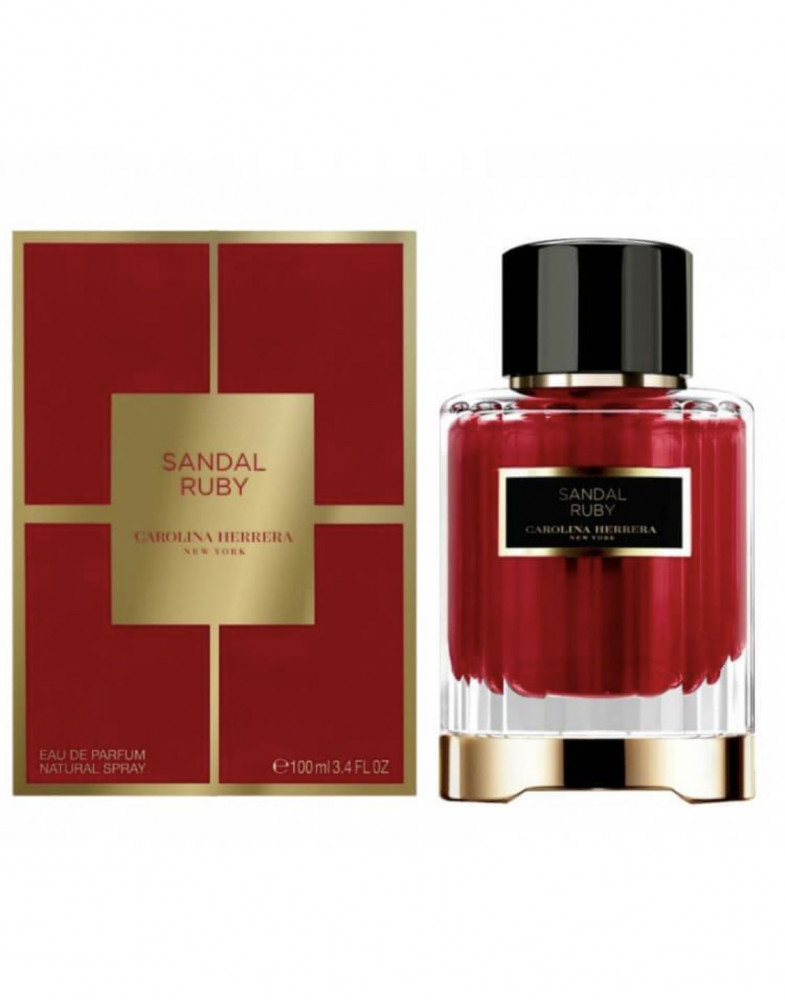 SANDAL
RUBY
CAROLINA HERRERA
NEW YORK
EAU DE PARFUM
NATURAL SPRAY
℮100 ml 3.4 FL OZ
SANDAL
RUBY
CAROLINA HERRERA
NEW YORK